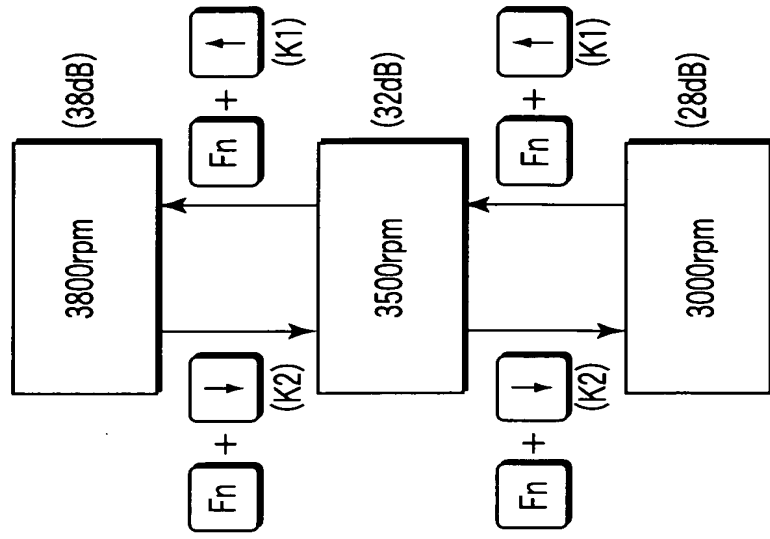 3800rpm
(38dB)
Fn + ↓
(K2)
Fn + ↑
(K1)
3500rpm
(32dB)
Fn + ↓
(K2)
Fn + ↑
(K1)
3000rpm
(28dB)